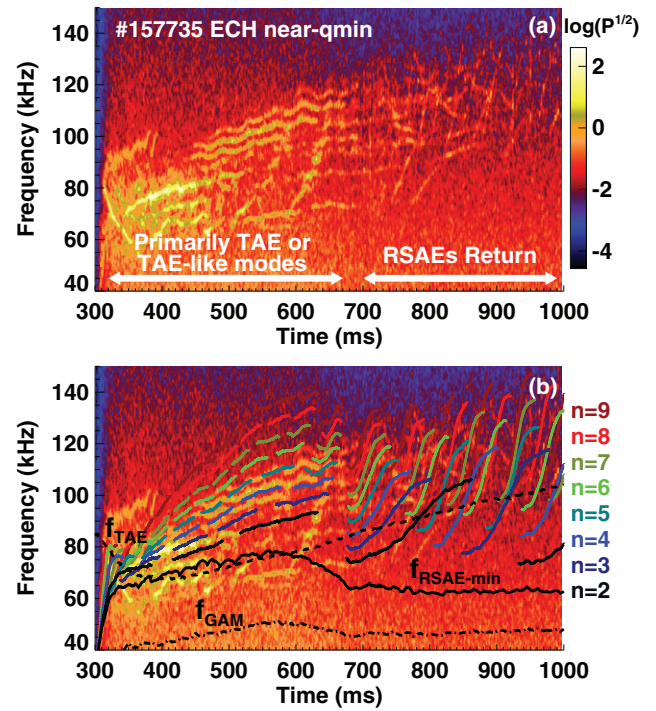 #157735 ECH near-qmin
(a)
log(P^1/2)
150
140
120
100
80
60
40
Frequency (kHz)
2
0
-2
-4
Primarily TAE or
TAE-like modes
RSAEs Return
300 400 500 600 700 800 900 1000
Time (ms)
(b)
140
120
100
80
60
40
Frequency (kHz)
n=9
n=8
n=7
n=6
n=5
n=4
n=3
n=2
f_TAE
f_RSAE-min
f_GAM
300 400 500 600 700 800 900 1000
Time (ms)